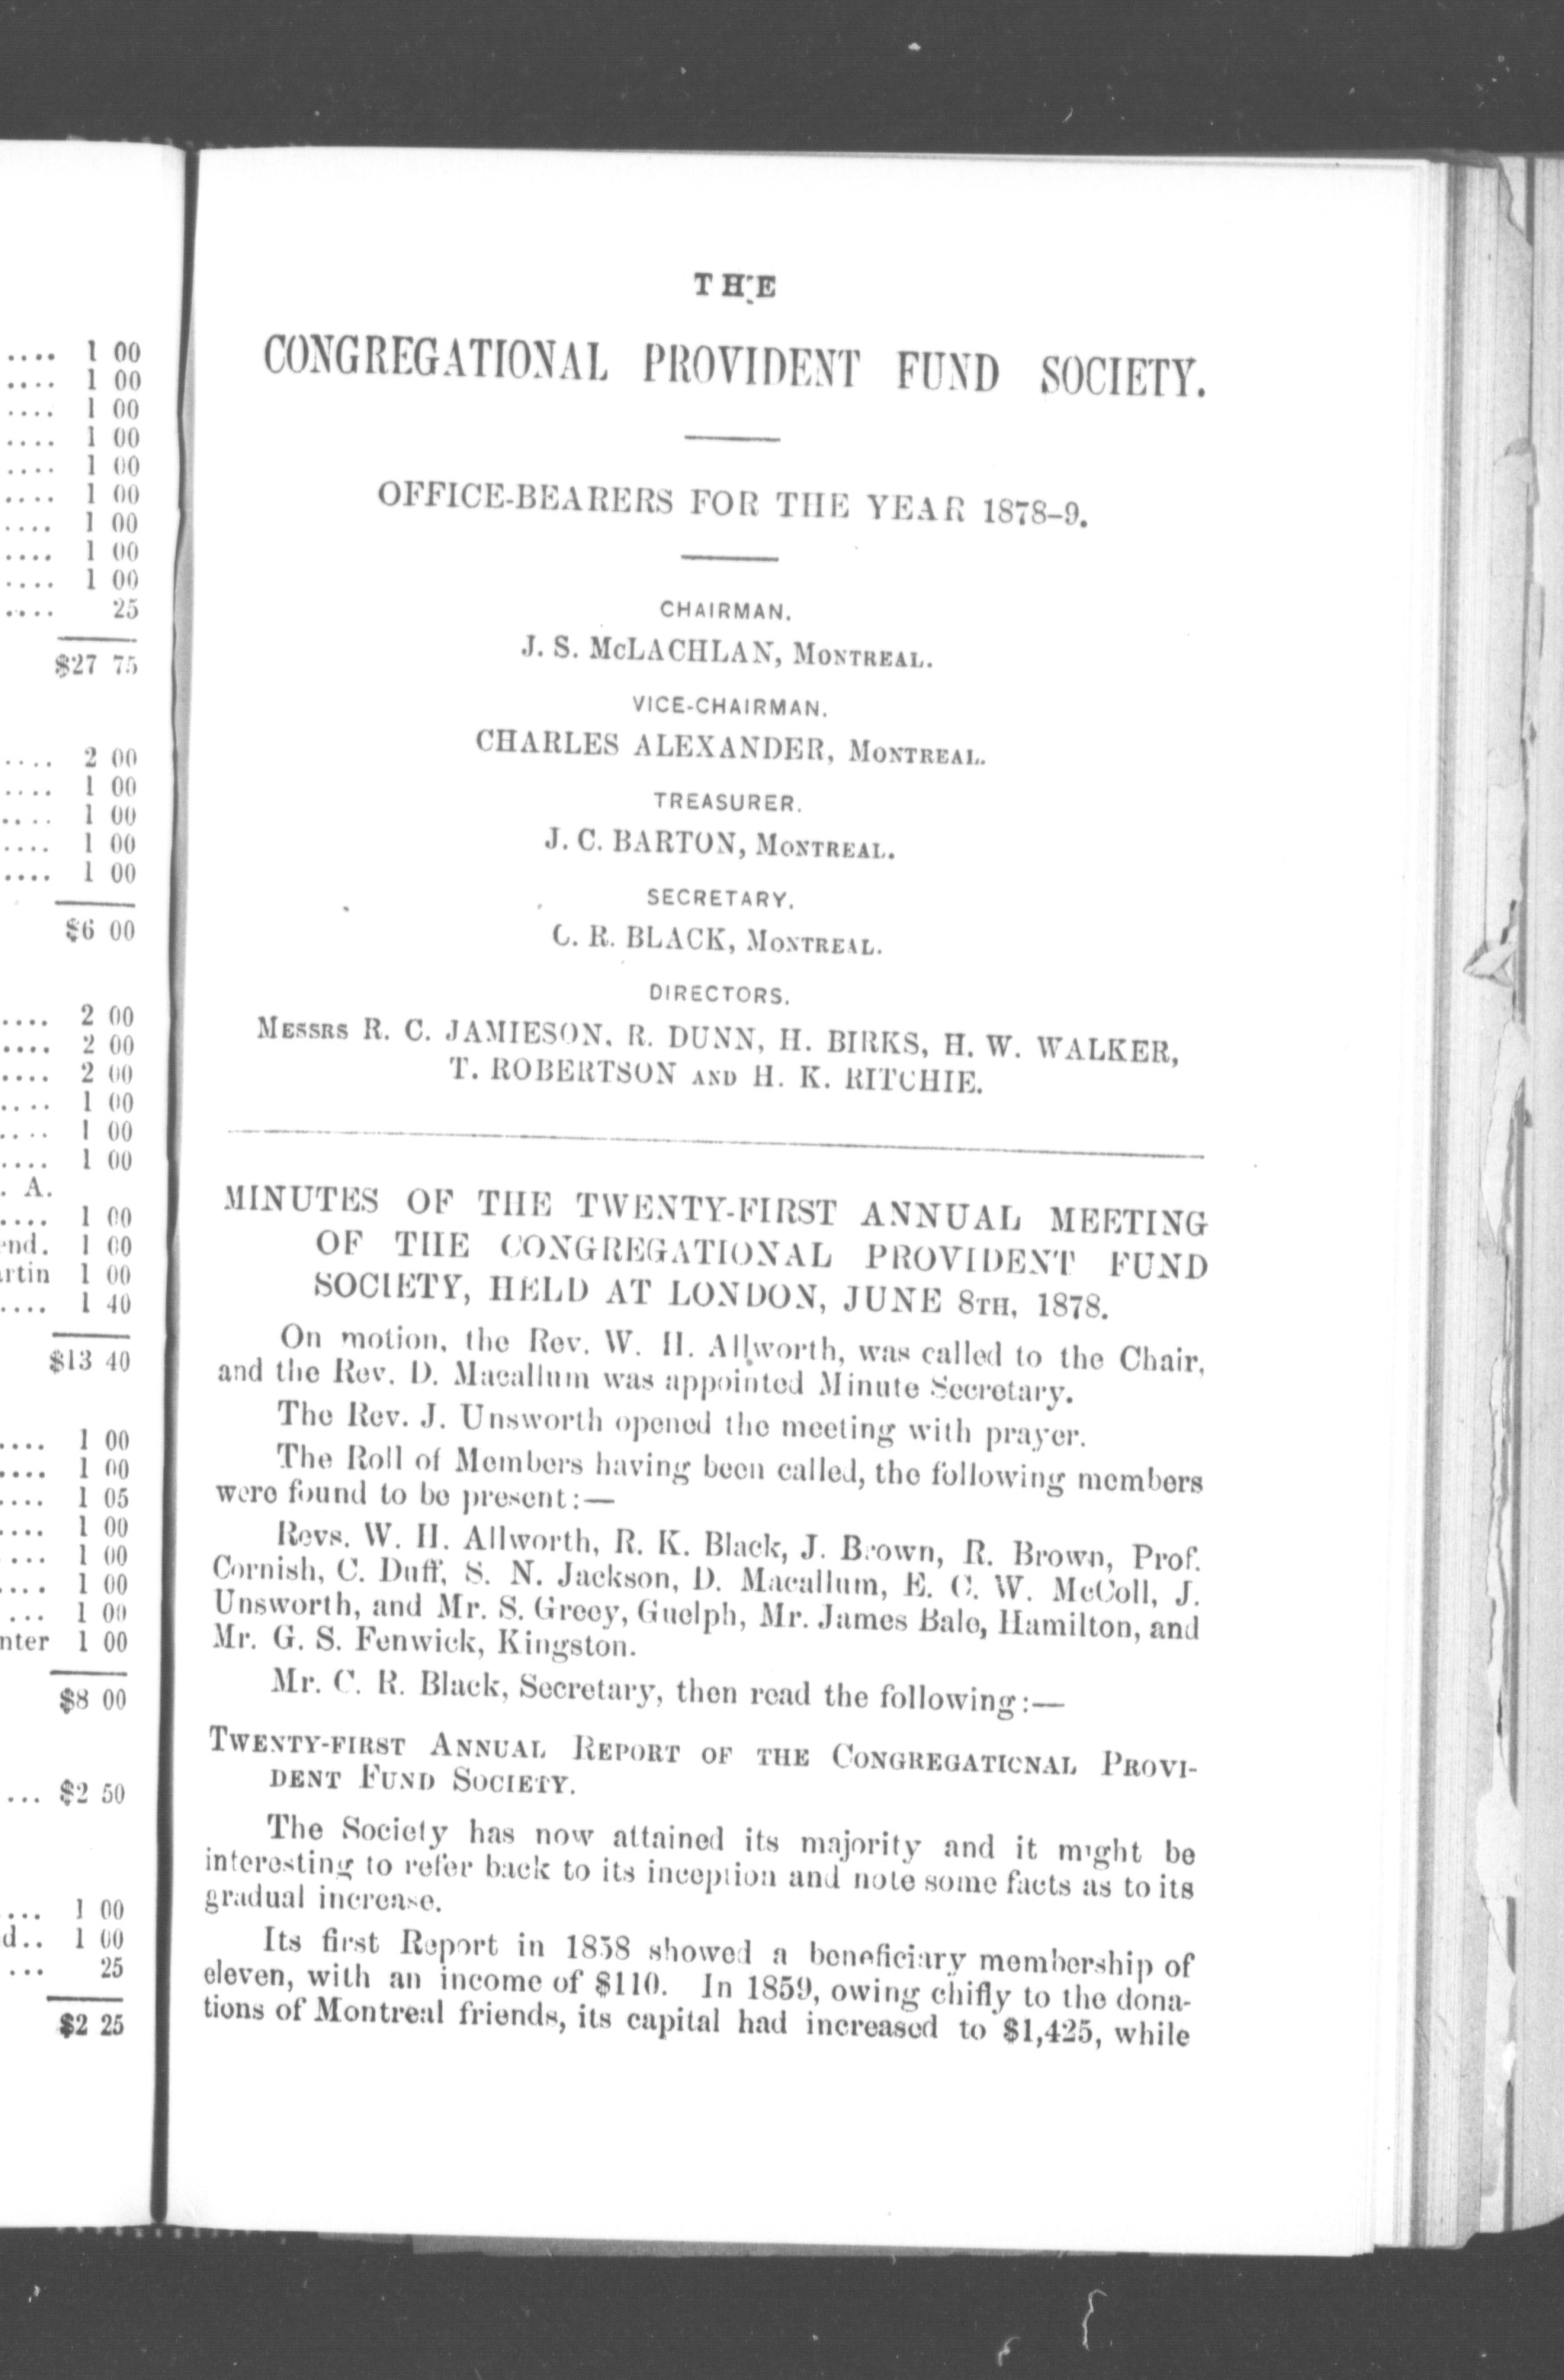 .... 1 00
.... 1 00
.... 1 00
.... 1 00
.... 1 00
.... 1 00
.... 1 00
.... 1 00
.... 1 00
.... 25
$27 75
.... 2 00
.... 1 00
.... 1 00
.... 1 00
.... 1 00
$6 00
.... 2 00
.... 2 00
.... 2 00
.... 1 00
.... 1 00
.... 1 00
. A.
.... 1 00
end. 1 00
artin 1 00
.... 1 40
$13 40
.... 1 00
.... 1 00
.... 1 05
.... 1 00
.... 1 00
.... 1 00
... 1 00
nter 1 00
$8 00
... $2 50
... 1 00
d.. 1 00
... 25
$2 25
THE
CONGREGATIONAL PROVIDENT FUND SOCIETY.
OFFICE-BEARERS FOR THE YEAR 1878-9.
CHAIRMAN.
J. S. McLACHLAN, MONTREAL.
VICE-CHAIRMAN.
CHARLES ALEXANDER, MONTREAL.
TREASURER.
J. C. BARTON, MONTREAL.
SECRETARY.
C. R. BLACK, MONTREAL.
DIRECTORS.
MESSRS R. C. JAMIESON, R. DUNN, H. BIRKS, H. W. WALKER,
T. ROBERTSON AND H. K. RITCHIE.
MINUTES OF THE TWENTY-FIRST ANNUAL MEETING
OF THE CONGREGATIONAL PROVIDENT FUND
SOCIETY, HELD AT LONDON, JUNE 8TH, 1878.
On motion, the Rev. W. H. Allworth, was called to the Chair,
and the Rev. D. Macallum was appointed Minute Secretary.
The Rev. J. Unsworth opened the meeting with prayer.
The Roll of Members having been called, the following members
were found to be present:—
Revs. W. H. Allworth, R. K. Black, J. Brown, R. Brown, Prof.
Cornish, C. Duff, S. N. Jackson, D. Macallum, E. C. W. McColl, J.
Unsworth, and Mr. S. Greey, Guelph, Mr. James Bale, Hamilton, and
Mr. G. S. Fenwick, Kingston.
Mr. C. R. Black, Secretary, then read the following:—
TWENTY-FIRST ANNUAL REPORT OF THE CONGREGATIONAL PROVI-
DENT FUND SOCIETY.
The Society has now attained its majority and it might be
interesting to refer back to its inception and note some facts as to its
gradual increase.
Its first Report in 1858 showed a beneficiary membership of
eleven, with an income of $110. In 1859, owing chifly to the dona-
tions of Montreal friends, its capital had increased to $1,425, while